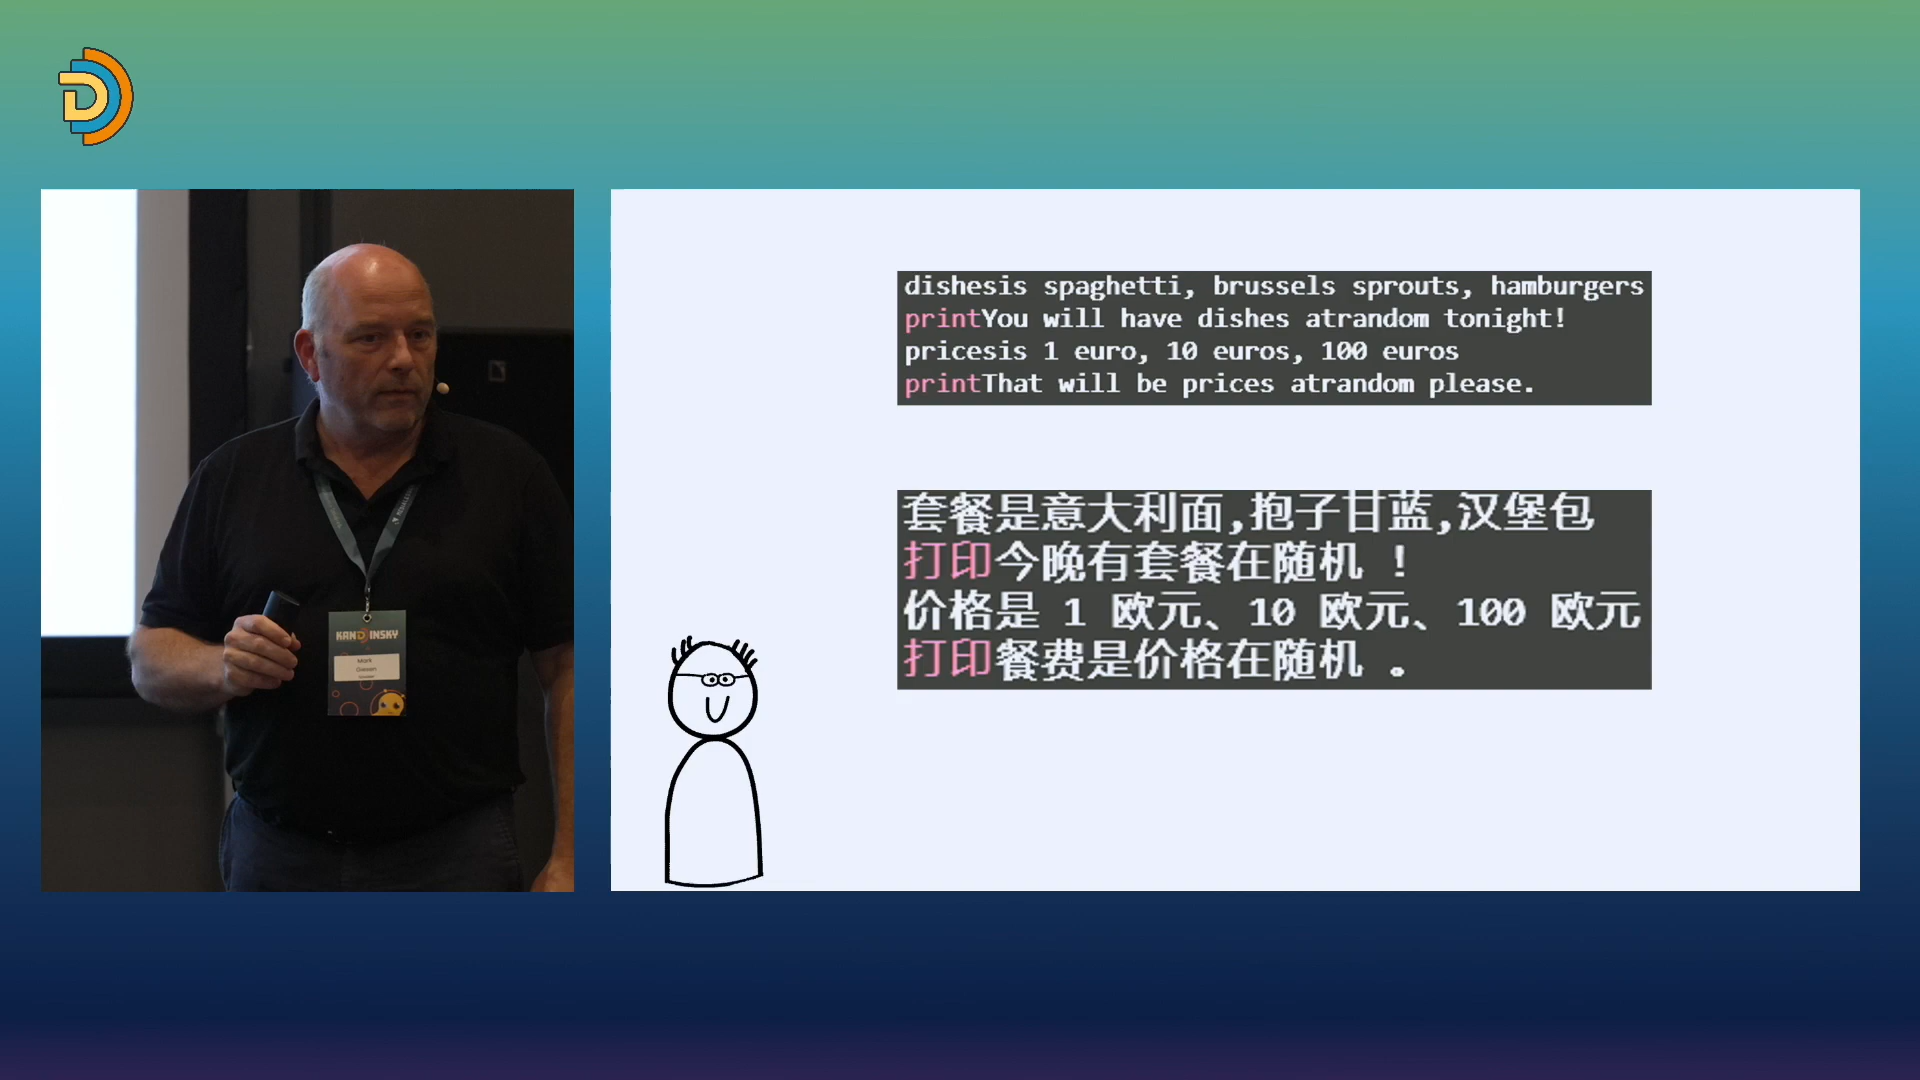 KANDDINSKY
Mark
Giessen
dishesis spaghetti, brussels sprouts, hamburgers
printYou will have dishes atrandom tonight!
pricesis 1 euro, 10 euros, 100 euros
printThat will be prices atrandom please.
套餐是意大利面,抱子甘蓝,汉堡包
打印今晚有套餐在随机 !
价格是 1 欧元、10 欧元、100 欧元
打印餐费是价格在随机 。